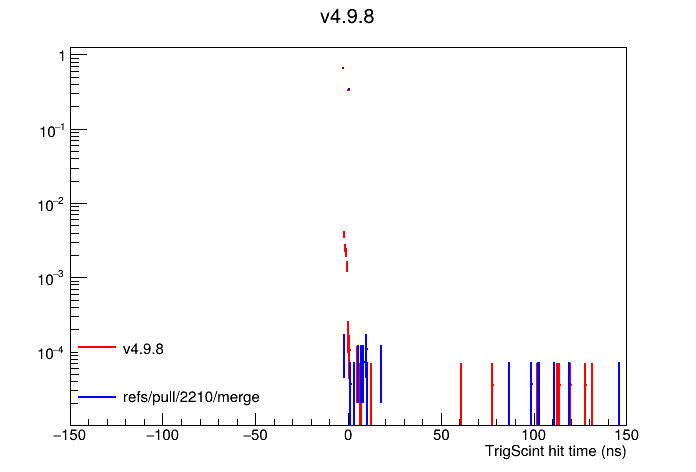 v4.9.8
1
10⁻¹
10⁻²
10⁻³
10⁻⁴
v4.9.8
refs/pull/2210/merge
−150 −100 −50 0 50 100 150
TrigScint hit time (ns)